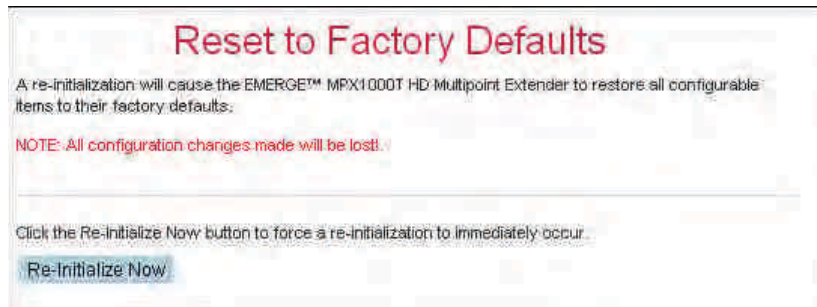 Reset to Factory Defaults
A re-initialization will cause the EMERGE™ MPX1000T HD Multipoint Extender to restore all configurable
items to their factory defaults.
NOTE: All configuration changes made will be lost!.
Click the Re-Initialize Now button to force a re-initialization to immediately occur.
Re-Initialize Now